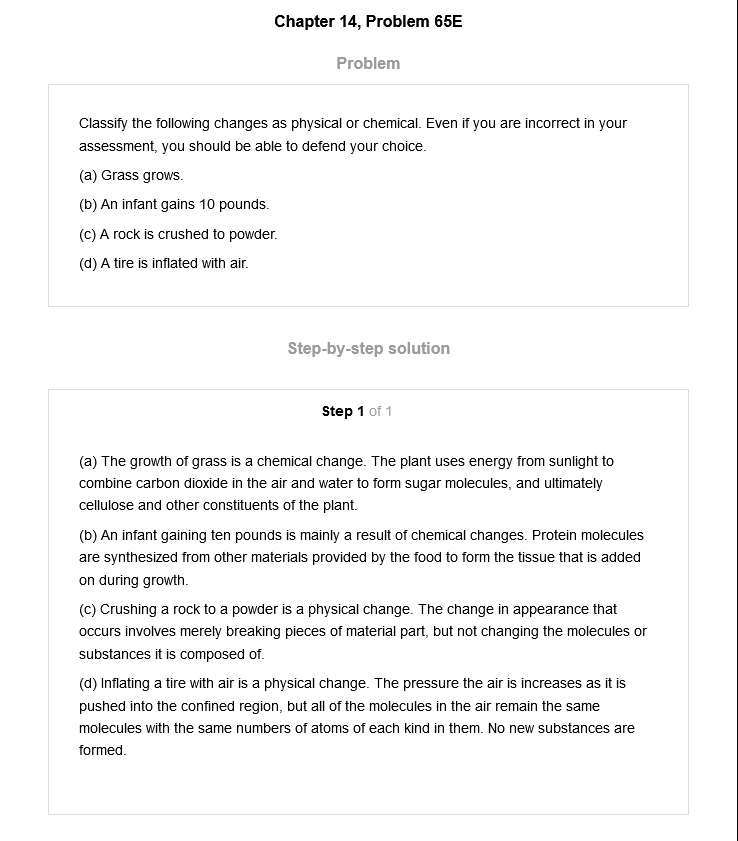 Chapter 14, Problem 65E
Problem
Classify the following changes as physical or chemical. Even if you are incorrect in your
assessment, you should be able to defend your choice.
(a) Grass grows.
(b) An infant gains 10 pounds.
(c) A rock is crushed to powder.
(d) A tire is inflated with air.
Step-by-step solution
Step 1 of 1
(a) The growth of grass is a chemical change. The plant uses energy from sunlight to
combine carbon dioxide in the air and water to form sugar molecules, and ultimately
cellulose and other constituents of the plant.
(b) An infant gaining ten pounds is mainly a result of chemical changes. Protein molecules
are synthesized from other materials provided by the food to form the tissue that is added
on during growth.
(c) Crushing a rock to a powder is a physical change. The change in appearance that
occurs involves merely breaking pieces of material part, but not changing the molecules or
substances it is composed of.
(d) Inflating a tire with air is a physical change. The pressure the air is increases as it is
pushed into the confined region, but all of the molecules in the air remain the same
molecules with the same numbers of atoms of each kind in them. No new substances are
formed.